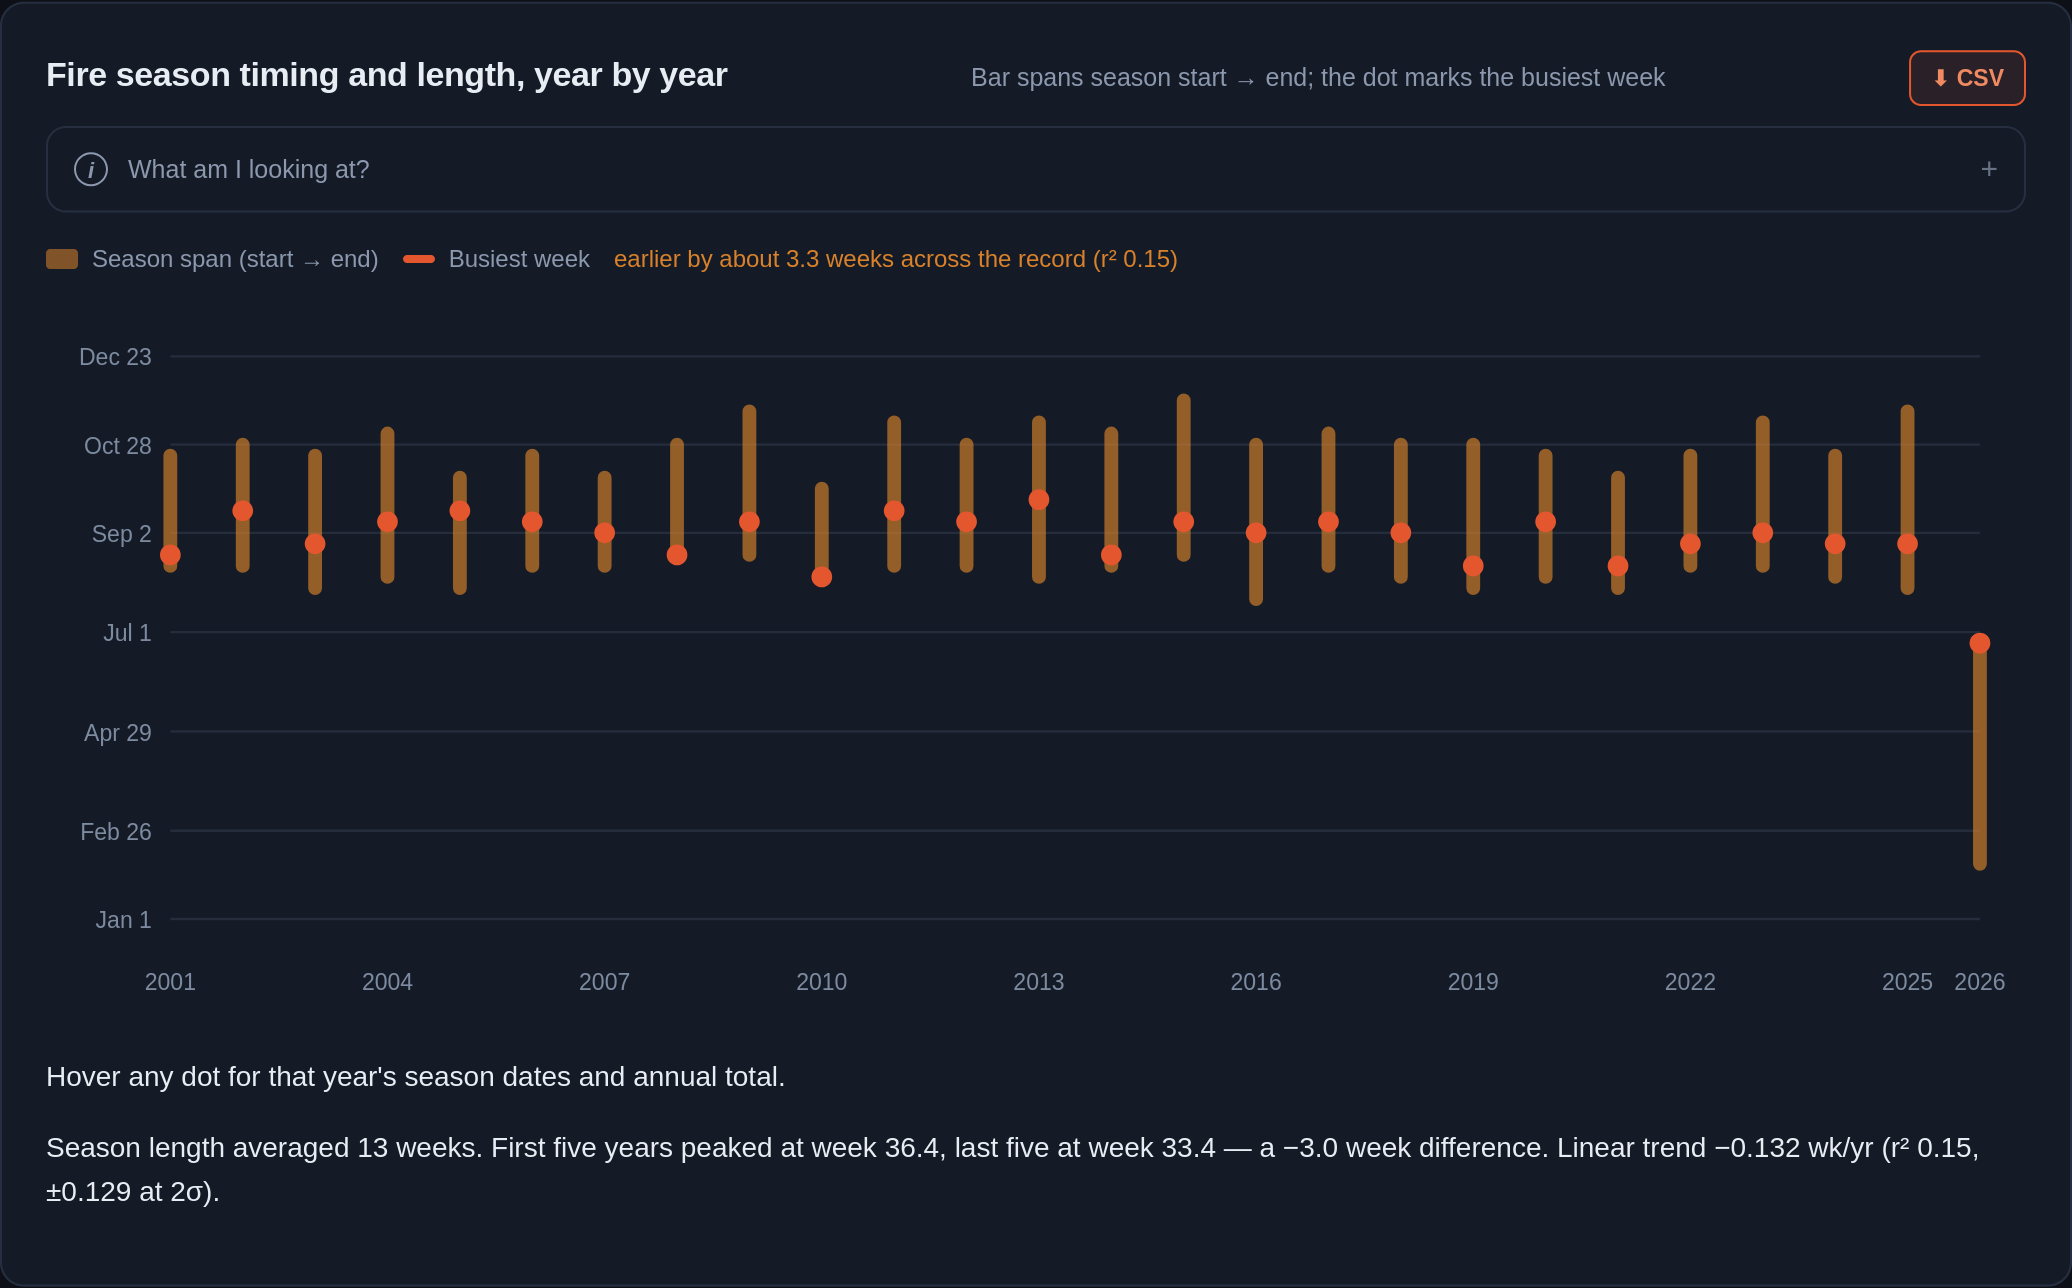 Fire season timing and length, year by year
Bar spans season start → end; the dot marks the busiest week
⬇ CSV
i What am I looking at? +
Season span (start → end) Busiest week earlier by about 3.3 weeks across the record (r² 0.15)
Dec 23
Oct 28
Sep 2
Jul 1
Apr 29
Feb 26
Jan 1
2001 2004 2007 2010 2013 2016 2019 2022 2025 2026
Hover any dot for that year's season dates and annual total.
Season length averaged 13 weeks. First five years peaked at week 36.4, last five at week 33.4 — a −3.0 week difference. Linear trend −0.132 wk/yr (r² 0.15,
±0.129 at 2σ).